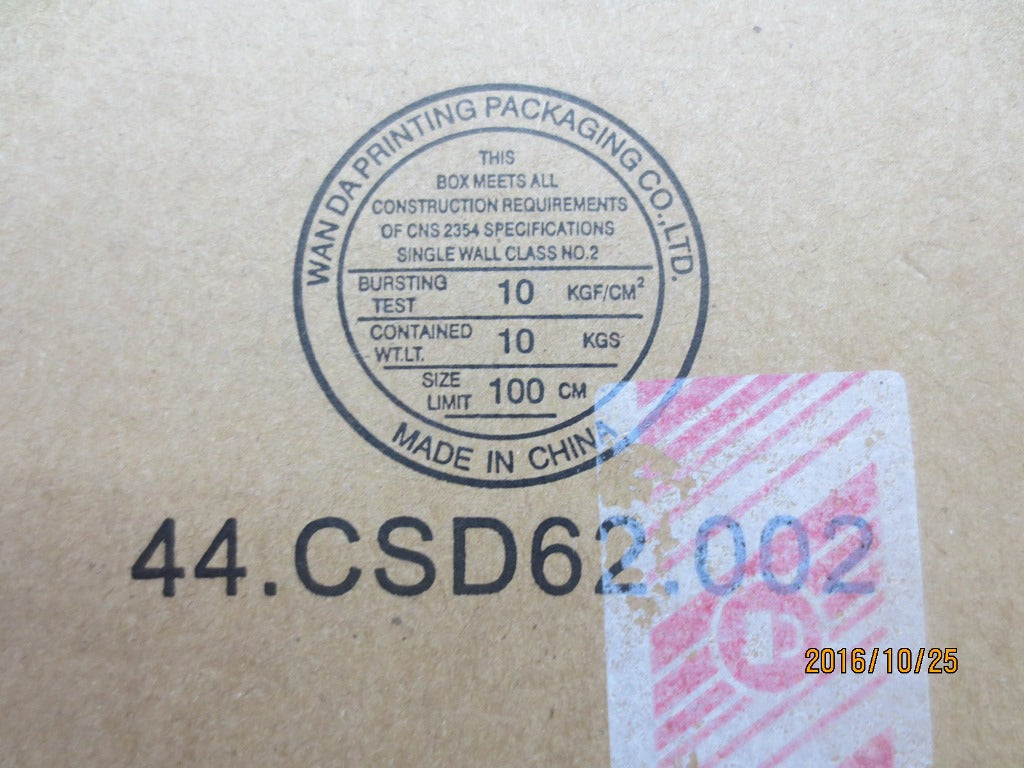 WAN DA PRINTING PACKAGING CO.,LTD.
THIS
BOX MEETS ALL
CONSTRUCTION REQUIREMENTS
OF CNS 2354 SPECIFICATIONS
SINGLE WALL CLASS NO.2
BURSTING TEST 10 KGF/CM²
CONTAINED WT.LT. 10 KGS
SIZE LIMIT 100 CM
MADE IN CHINA
44.CSD62.002
2016/10/25